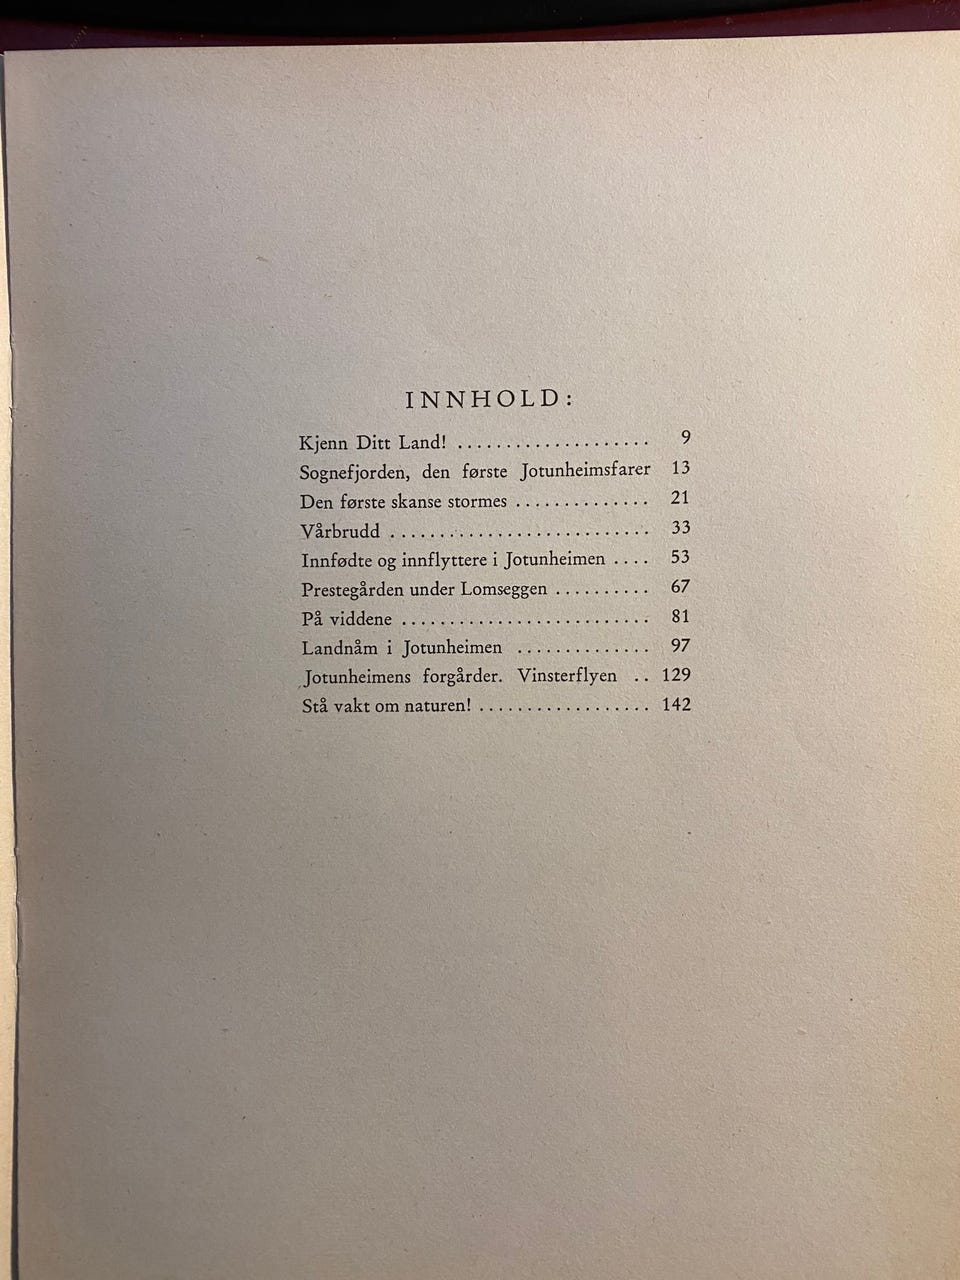 INNHOLD:
Kjenn Ditt Land! .................... 9
Sognefjorden, den første Jotunheimsfarer 13
Den første skanse stormes .............. 21
Vårbrudd ........................... 33
Innfødte og innflyttere i Jotunheimen .... 53
Prestegården under Lomseggen .......... 67
På viddene .......................... 81
Landnåm i Jotunheimen .............. 97
Jotunheimens forgårder. Vinsterflyen .. 129
Stå vakt om naturen! .................. 142